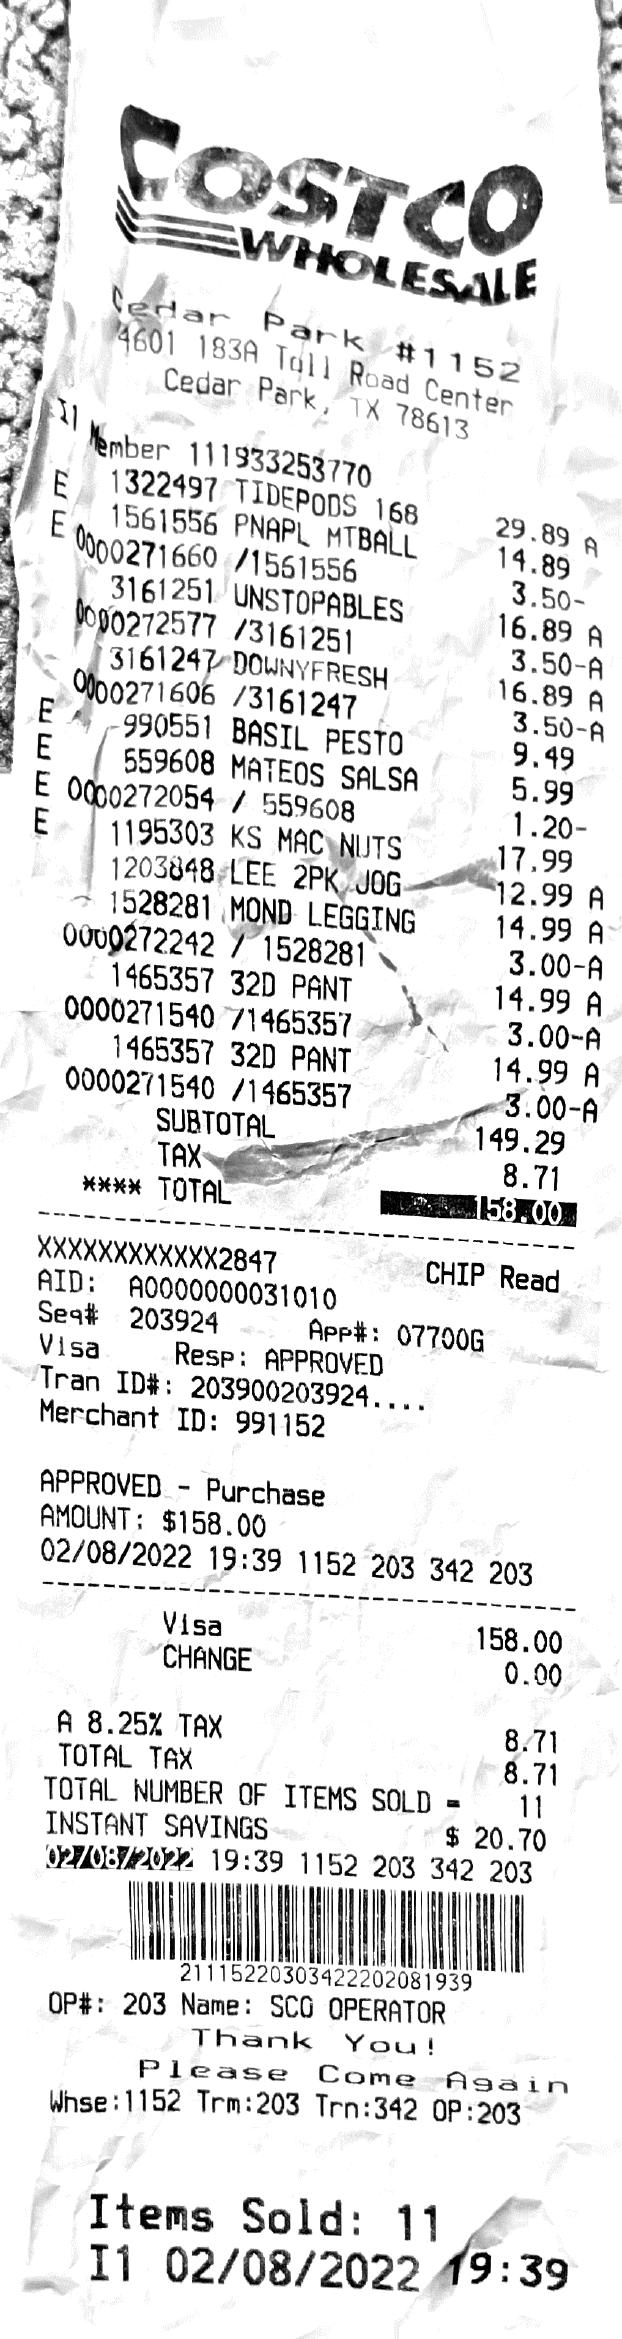 COSTCO
WHOLESALE
Cedar Park #1152
4601 183A Toll Road Center
Cedar Park, TX 78613
I1 Member 111933253770
E 1322497 TIDEPODS 168 29.89 A
E 1561556 PNAPL MTBALL 14.89
0000271660 /1561556 3.50-
3161251 UNSTOPABLES 16.89 A
0000272577 /3161251 3.50-A
3161247 DOWNYFRESH 16.89 A
0000271606 /3161247 3.50-A
E 990551 BASIL PESTO 9.49
E 559608 MATEOS SALSA 5.99
E 0000272054 / 559608 1.20-
E 1195303 KS MAC NUTS 17.99
1203848 LEE 2PK JOG 12.99 A
1528281 MOND LEGGING 14.99 A
0000272242 / 1528281 3.00-A
1465357 32D PANT 14.99 A
0000271540 /1465357 3.00-A
1465357 32D PANT 14.99 A
0000271540 /1465357 3.00-A
SUBTOTAL 149.29
TAX 8.71
**** TOTAL 158.00
XXXXXXXXXXXX2847 CHIP Read
AID: A0000000031010
Seq# 203924 App#: 07700G
Visa Resp: APPROVED
Tran ID#: 203900203924....
Merchant ID: 991152
APPROVED - Purchase
AMOUNT: $158.00
02/08/2022 19:39 1152 203 342 203
Visa 158.00
CHANGE 0.00
A 8.25% TAX 8.71
TOTAL TAX 8.71
TOTAL NUMBER OF ITEMS SOLD = 11
INSTANT SAVINGS $ 20.70
02/08/2022 19:39 1152 203 342 203
21115220303422202081939
OP#: 203 Name: SCO OPERATOR
Thank You!
Please Come Again
Whse:1152 Trm:203 Trn:342 OP:203
Items Sold: 11
I1 02/08/2022 19:39